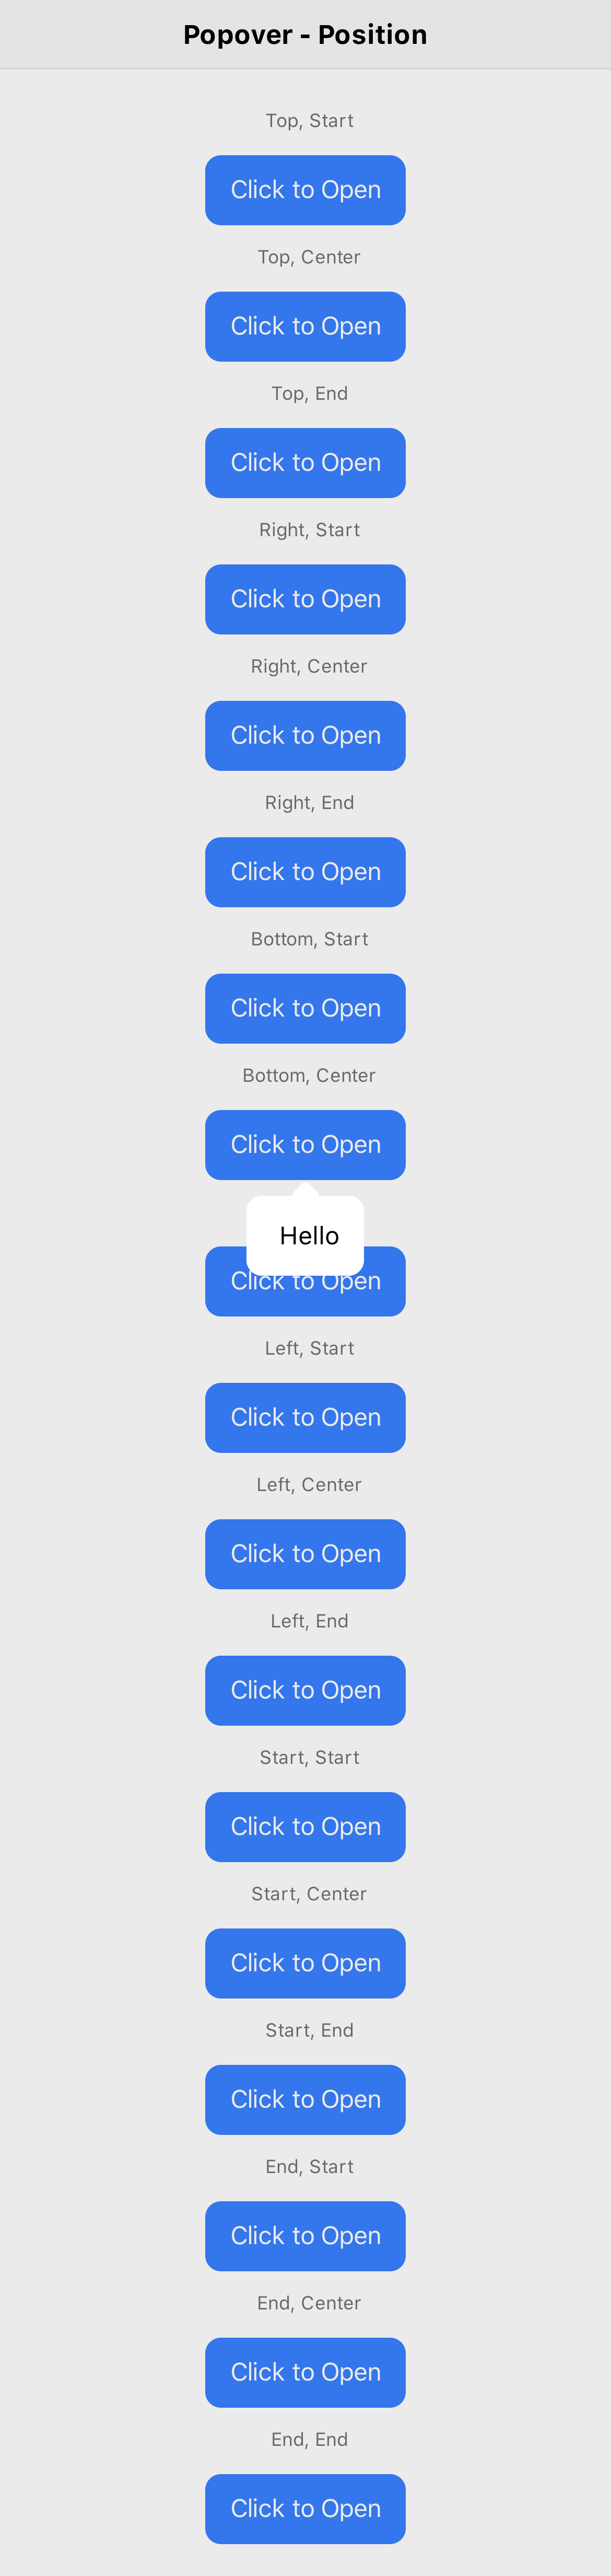 Popover - Position
Top, Start
Click to Open
Top, Center
Click to Open
Top, End
Click to Open
Right, Start
Click to Open
Right, Center
Click to Open
Right, End
Click to Open
Bottom, Start
Click to Open
Bottom, Center
Click to Open
Hello
Click to Open
Left, Start
Click to Open
Left, Center
Click to Open
Left, End
Click to Open
Start, Start
Click to Open
Start, Center
Click to Open
Start, End
Click to Open
End, Start
Click to Open
End, Center
Click to Open
End, End
Click to Open